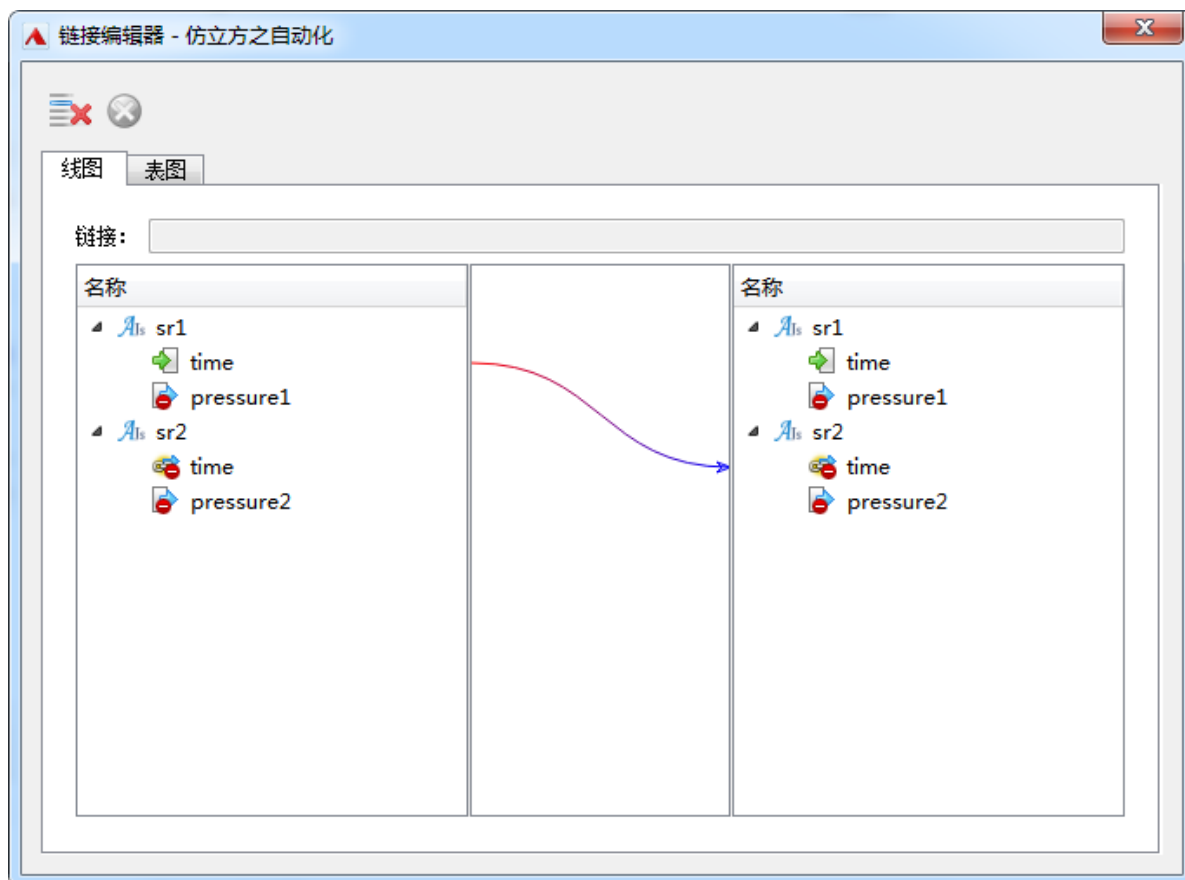 链接编辑器 - 仿立方之自动化
线图 表图
链接：
名称 名称
sr1 sr1
time time
pressure1 pressure1
sr2 sr2
time time
pressure2 pressure2